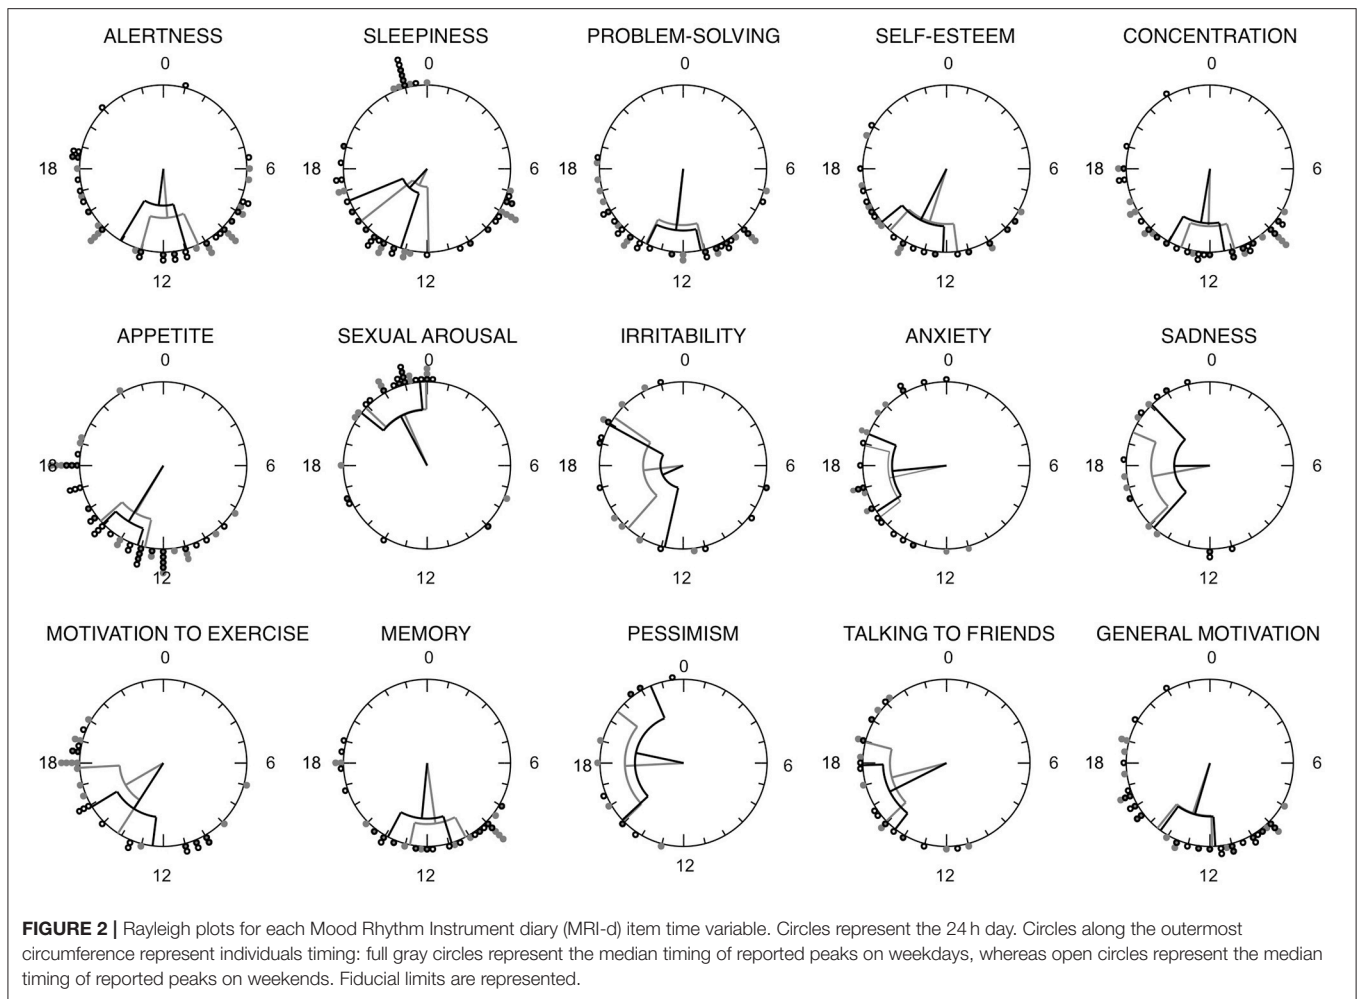 ALERTNESS SLEEPINESS PROBLEM-SOLVING SELF-ESTEEM CONCENTRATION
0 0 0 0 0
18 6 18 6 18 6 18 6 18 6
12 12 12 12 12
APPETITE SEXUAL AROUSAL IRRITABILITY ANXIETY SADNESS
0 0 0 0 0
18 6 18 6 18 6 18 6 18 6
12 12 12 12 12
MOTIVATION TO EXERCISE MEMORY PESSIMISM TALKING TO FRIENDS GENERAL MOTIVATION
0 0 0 0 0
18 6 18 6 18 6 18 6 18 6
12 12 12 12 12
FIGURE 2 | Rayleigh plots for each Mood Rhythm Instrument diary (MRI-d) item time variable. Circles represent the 24 h day. Circles along the outermost
circumference represent individuals timing: full gray circles represent the median timing of reported peaks on weekdays, whereas open circles represent the median
timing of reported peaks on weekends. Fiducial limits are represented.